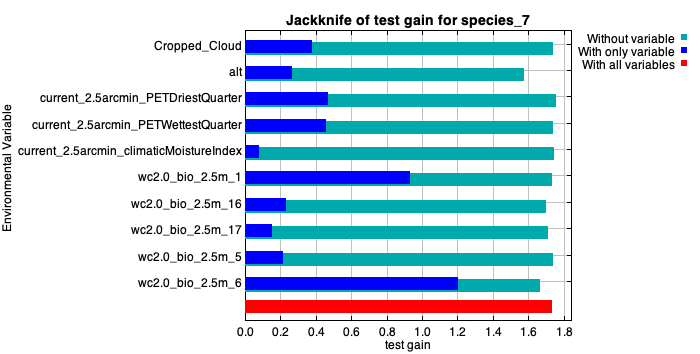 Jackknife of test gain for species_7
Without variable
With only variable
With all variables
Environmental Variable
Cropped_Cloud
alt
current_2.5arcmin_PETDriestQuarter
current_2.5arcmin_PETWettestQuarter
current_2.5arcmin_climaticMoistureIndex
wc2.0_bio_2.5m_1
wc2.0_bio_2.5m_16
wc2.0_bio_2.5m_17
wc2.0_bio_2.5m_5
wc2.0_bio_2.5m_6
0.0 0.2 0.4 0.6 0.8 1.0 1.2 1.4 1.6 1.8
test gain